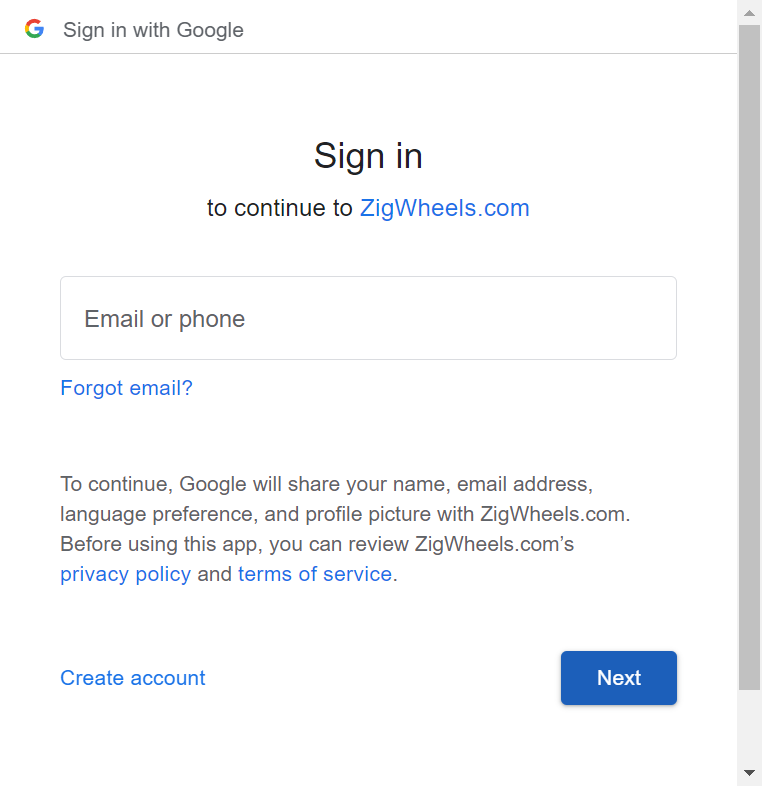 Sign in with Google
Sign in
to continue to ZigWheels.com
Email or phone
Forgot email?
To continue, Google will share your name, email address,
language preference, and profile picture with ZigWheels.com.
Before using this app, you can review ZigWheels.com’s
privacy policy and terms of service.
Create account
Next